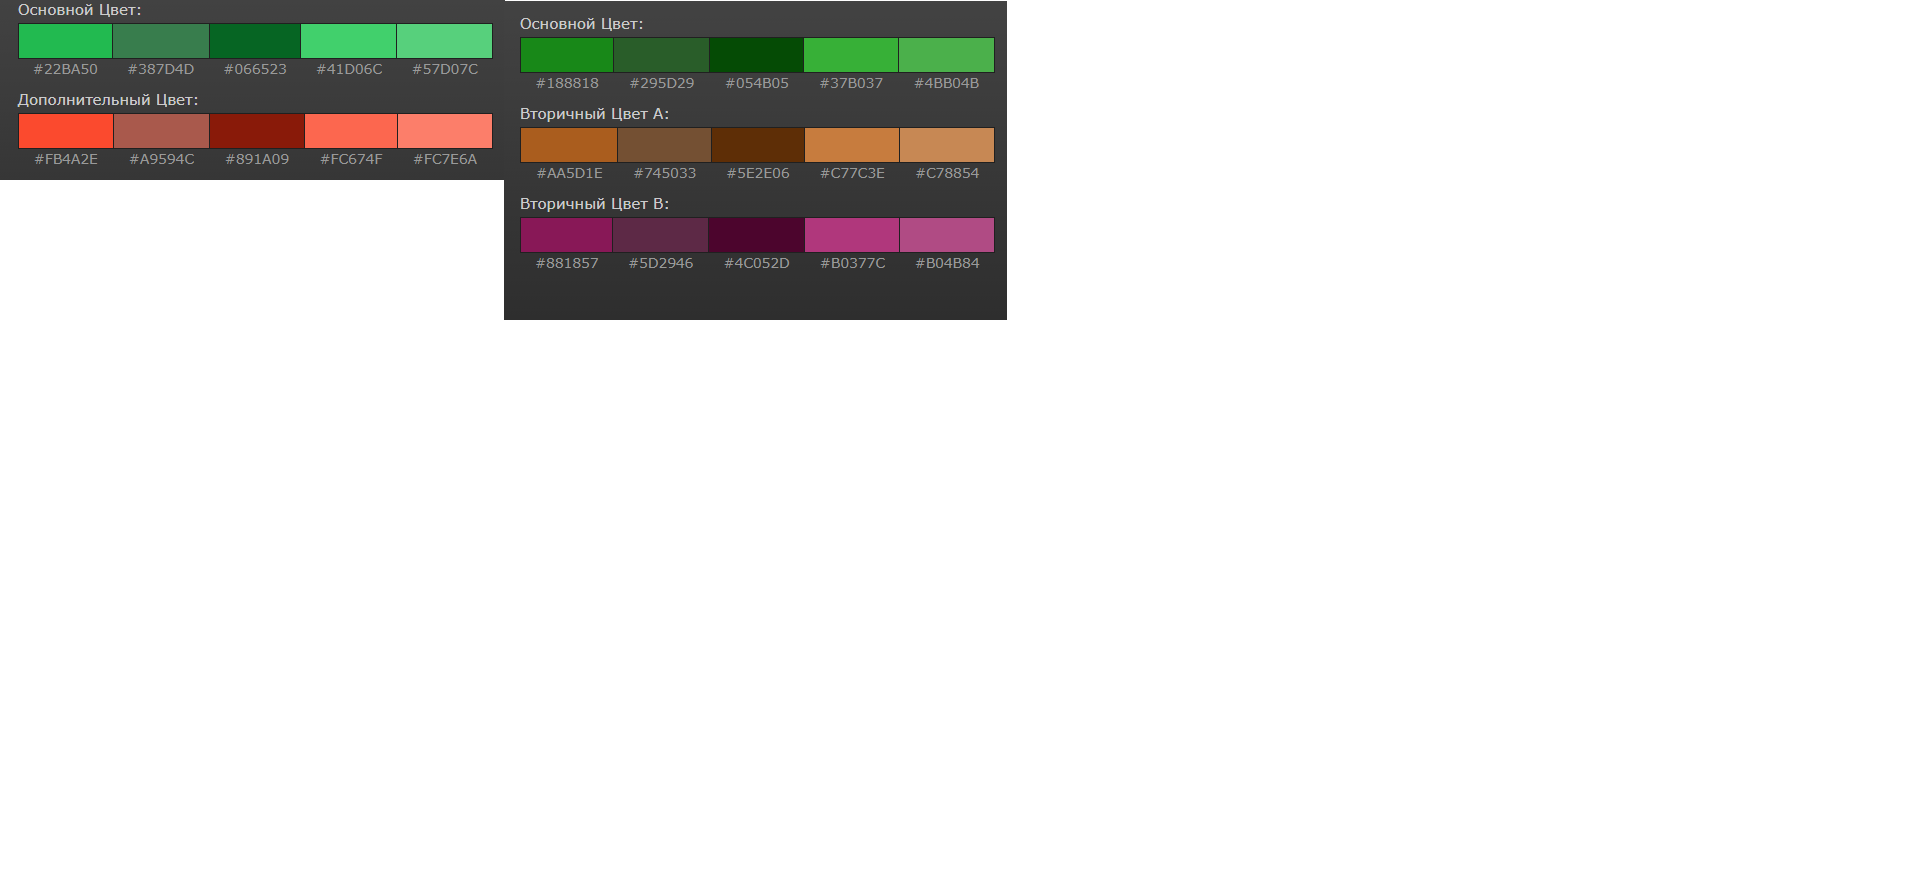 Основной Цвет:
#22BA50 #387D4D #066523 #41D06C #57D07C
Дополнительный Цвет:
#FB4A2E #A9594C #891A09 #FC674F #FC7E6A
Основной Цвет:
#188818 #295D29 #054B05 #37B037 #4BB04B
Вторичный Цвет A:
#AA5D1E #745033 #5E2E06 #C77C3E #C78854
Вторичный Цвет B:
#881857 #5D2946 #4C052D #B0377C #B04B84